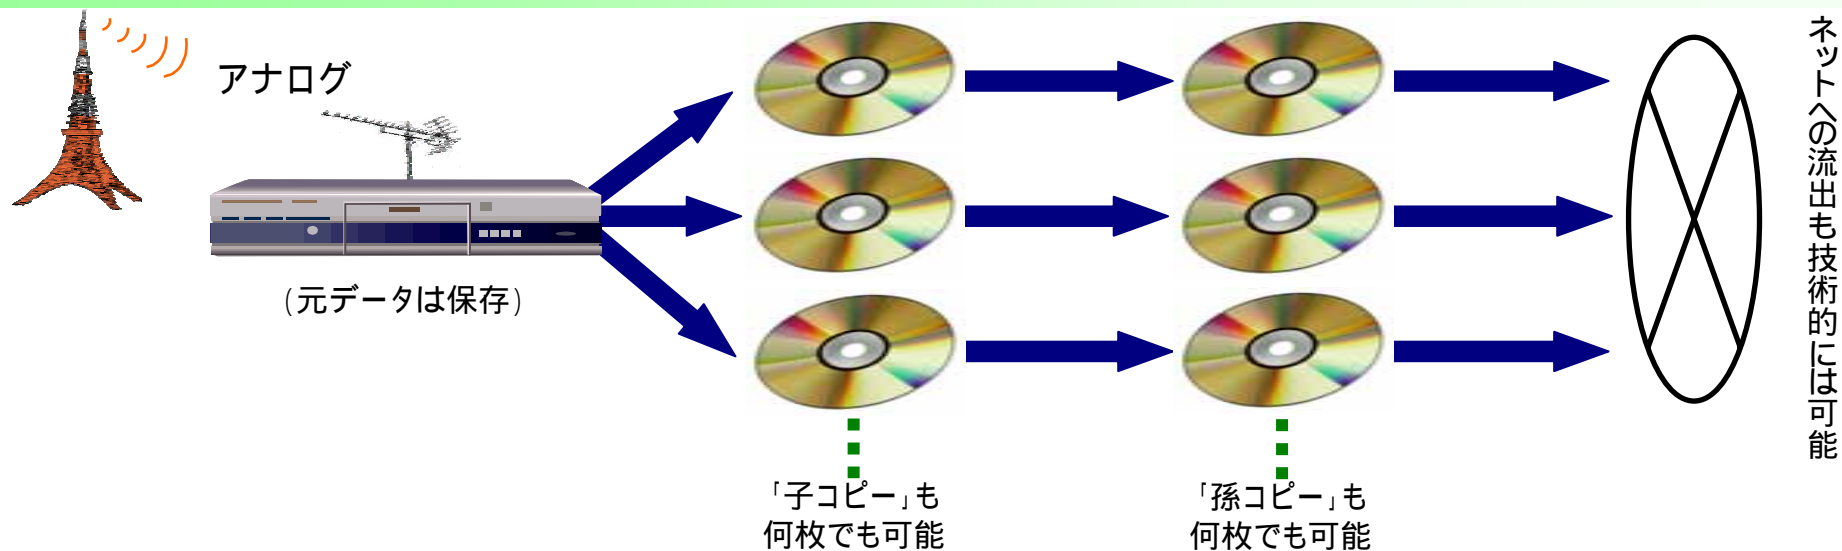 アナログ
(元データは保存)
「子コピー」も
何枚でも可能
「孫コピー」も
何枚でも可能
ネットへの流出も技術的には可能